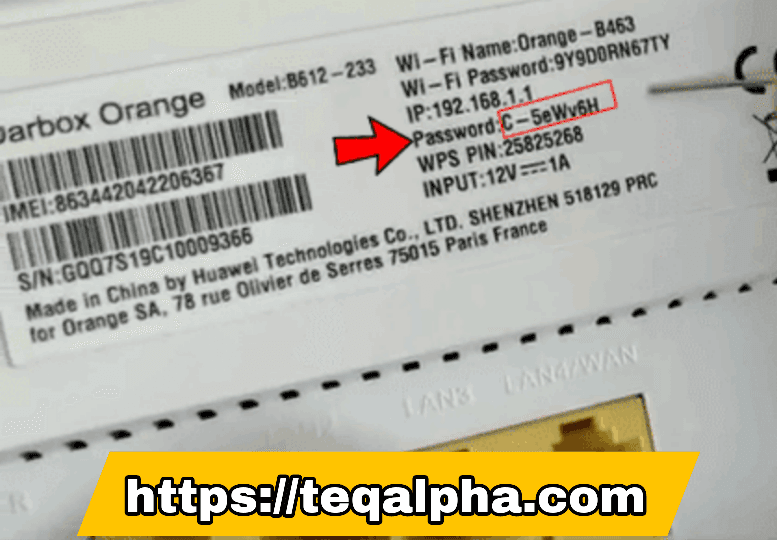 arbox Orange
Model:B612-233
IMEI:863442042206367
S/N:GQQ7S19C10009366
Wi-Fi Name:Orange-B463
Wi-Fi Password:9Y9D0RN67TY
IP:192.168.1.1
Password:C-5eWv6H
WPS PIN:25825268
INPUT:12V⎓1A
Made in China by Huawei Technologies Co., LTD. SHENZHEN 518129 PRC
for Orange SA, 78 rue Olivier de Serres 75015 Paris France
LAN3
LAN4/WAN
https://teqalpha.com